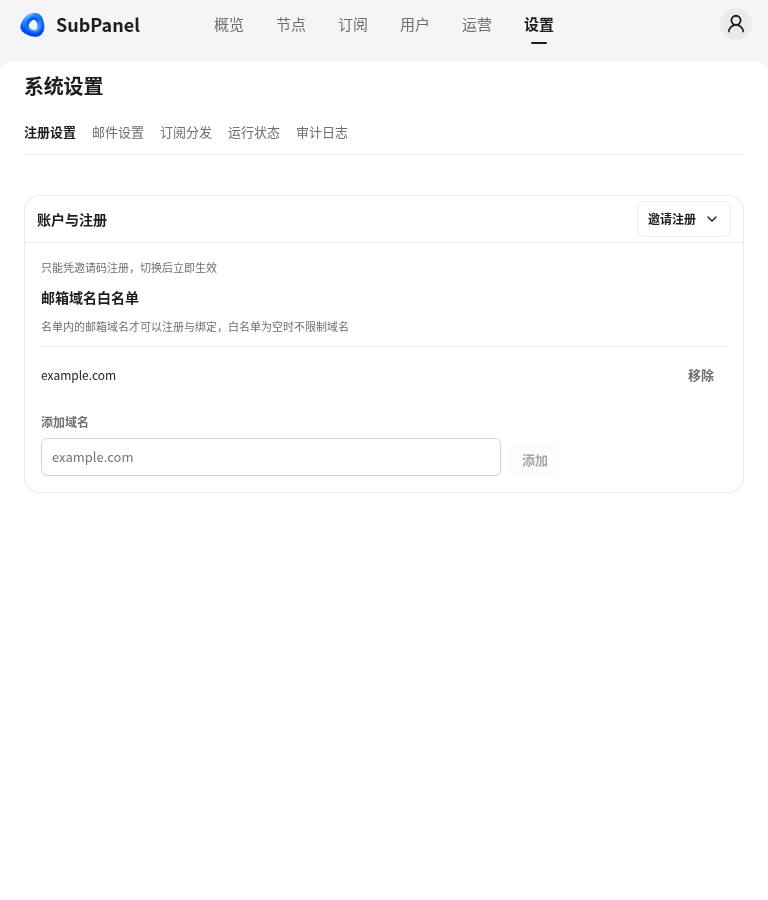 SubPanel
概览 节点 订阅 用户 运营 设置
系统设置
注册设置 邮件设置 订阅分发 运行状态 审计日志
账户与注册
邀请注册
只能凭邀请码注册，切换后立即生效
邮箱域名白名单
名单内的邮箱域名才可以注册与绑定，白名单为空时不限制域名
example.com
移除
添加域名
example.com
添加